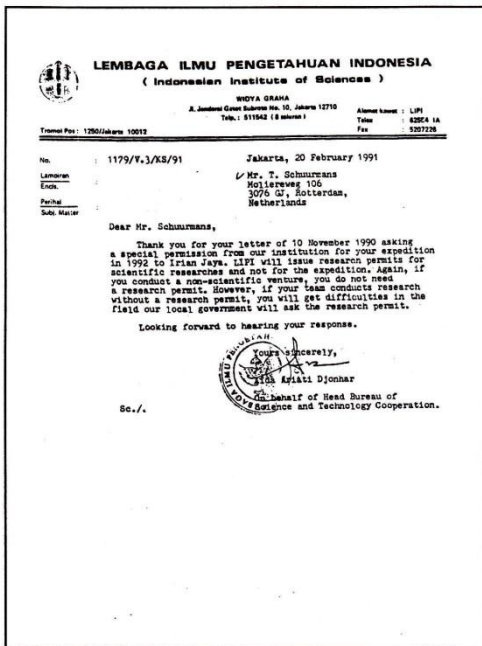 LEMBAGA ILMU PENGETAHUAN INDONESIA
( Indonesian Institute of Sciences )
WIDYA GRAHA
Jl. Jenderal Gatot Subroto No. 10, Jakarta 12710
Telp. : 511542 ( 8 saluran )
Alamat kawat : LIPI
Telex : 62554 IA
Fax : 5207226
Tromol Pos : 1250/Jakarta 10012
No. : 1179/V.3/KS/91
Jakarta, 20 February 1991
Lampiran
Encls. :
Perihal
Subj. Matter :
Mr. T. Schuurmans
Moliereweg 106
3076 GJ, Rotterdam,
Netherlands
Dear Mr. Schuurmans,
Thank you for your letter of 10 November 1990 asking
a special permission from our institution for your expedition
in 1992 to Irian Jaya. LIPI will issue research permits for
scientific researches and not for the expedition. Again, if
you conduct a non-scientific venture, you do not need
a research permit. However, if your team conducts research
without a research permit, you will get difficulties in the
field our local government will ask the research permit.
Looking forward to hearing your response.
Yours sincerely,
Aida Ariati Djonhar
On behalf of Head Bureau of
Science and Technology Cooperation.
Sc./.